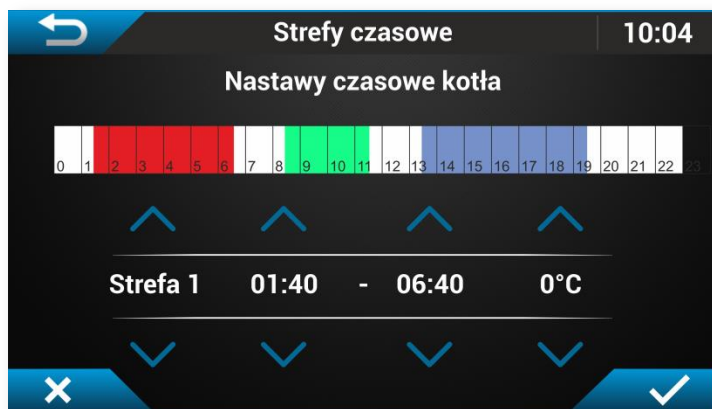 Strefy czasowe 10:04
Nastawy czasowe kotła
0 1 2 3 4 5 6 7 8 9 10 11 12 13 14 15 16 17 18 19 20 21 22 23
Strefa 1 01:40 - 06:40 0°C